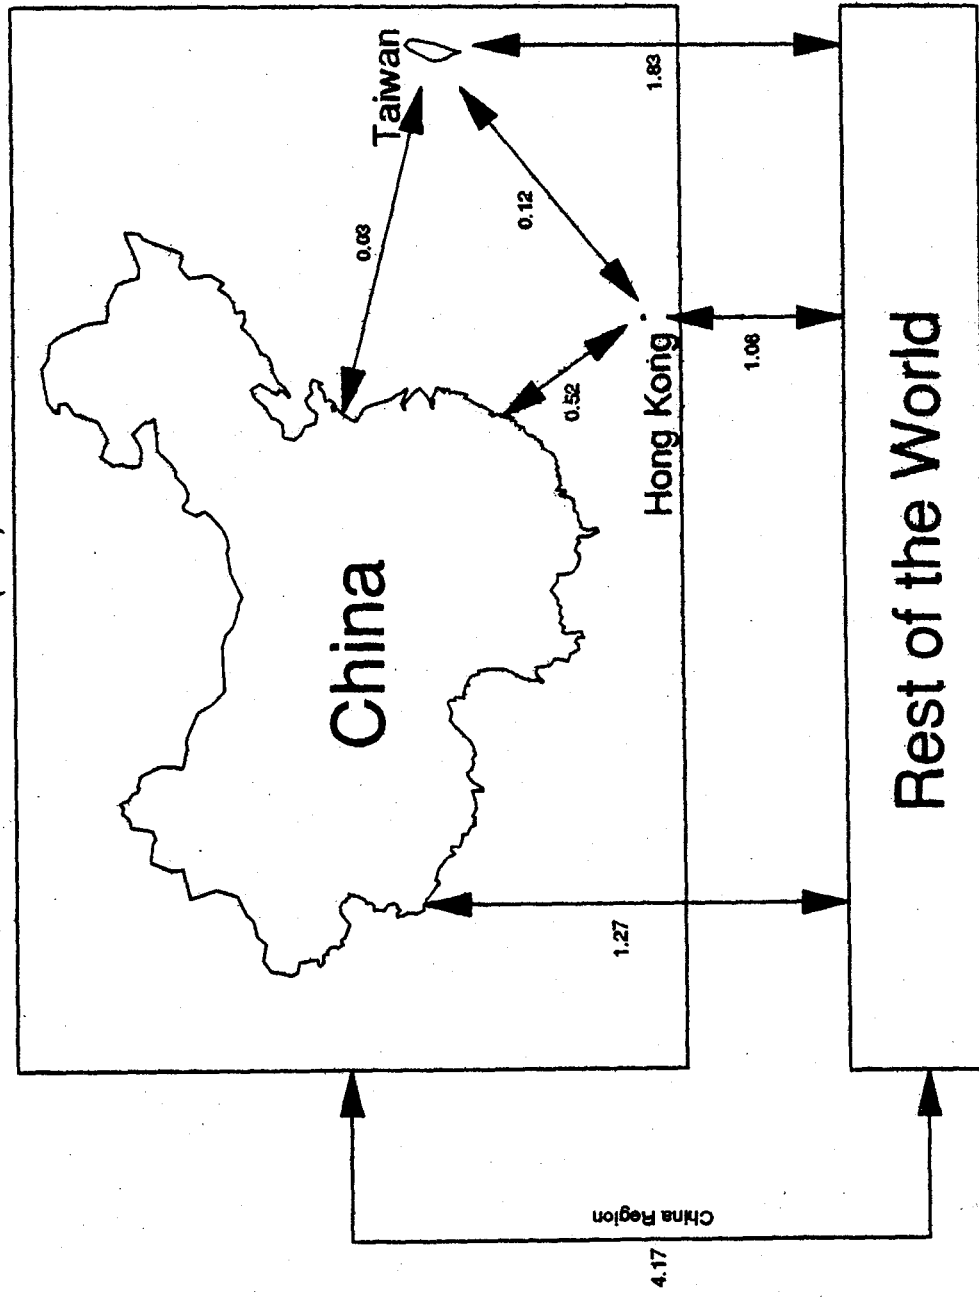 Taiwan
0.03
0.12
1.83
China
0.52
Hong Kong
1.08
1.27
Rest of the World
China Region
4.17